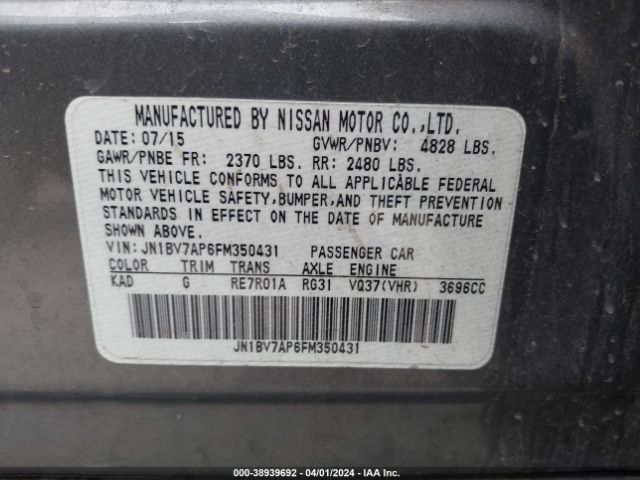 MANUFACTURED BY NISSAN MOTOR CO.,LTD.
DATE: 07/15 GVWR/PNBV: 4828 LBS.
GAWR/PNBE FR: 2370 LBS. RR: 2480 LBS.
THIS VEHICLE CONFORMS TO ALL APPLICABLE FEDERAL
MOTOR VEHICLE SAFETY,BUMPER,AND THEFT PREVENTION
STANDARDS IN EFFECT ON THE DATE OF MANUFACTURE
SHOWN ABOVE.
VIN: JN1BV7AP6FM350431 PASSENGER CAR
COLOR TRIM TRANS AXLE ENGINE
KAD G RE7R01A RG31 VQ37(VHR) 3696CC
JN1BV7AP6FM350431
000-38939692 - 04/01/2024 - IAA Inc.